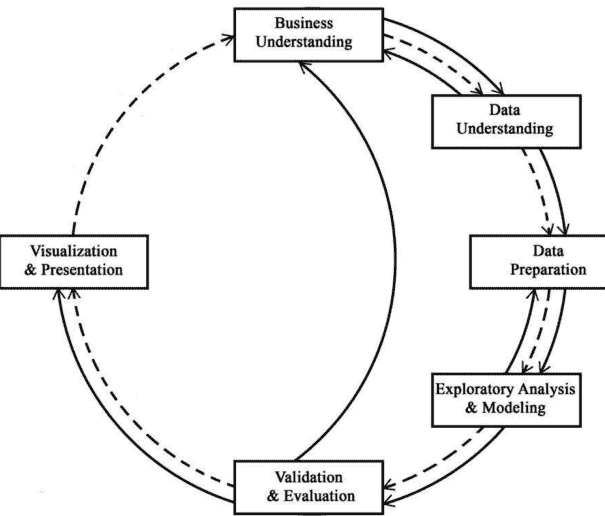 Business
Understanding
Data
Understanding
Data
Preparation
Exploratory Analysis
& Modeling
Validation
& Evaluation
Visualization
& Presentation